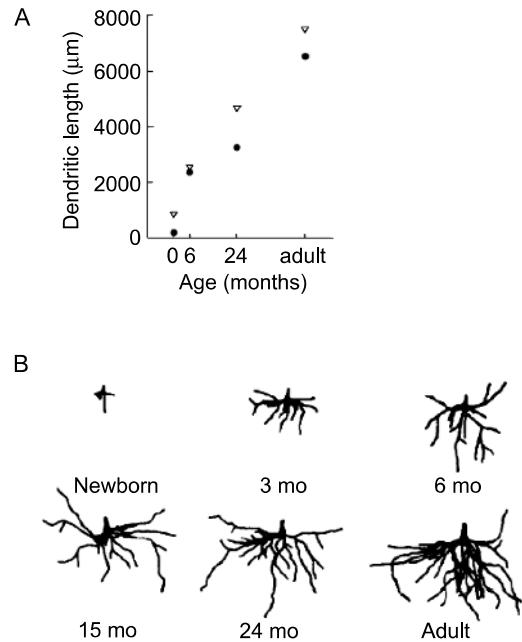 A
Dendritic length (μm)
8000
6000
4000
2000
0
0 6 24 adult
Age (months)
B
Newborn 3 mo 6 mo
15 mo 24 mo Adult